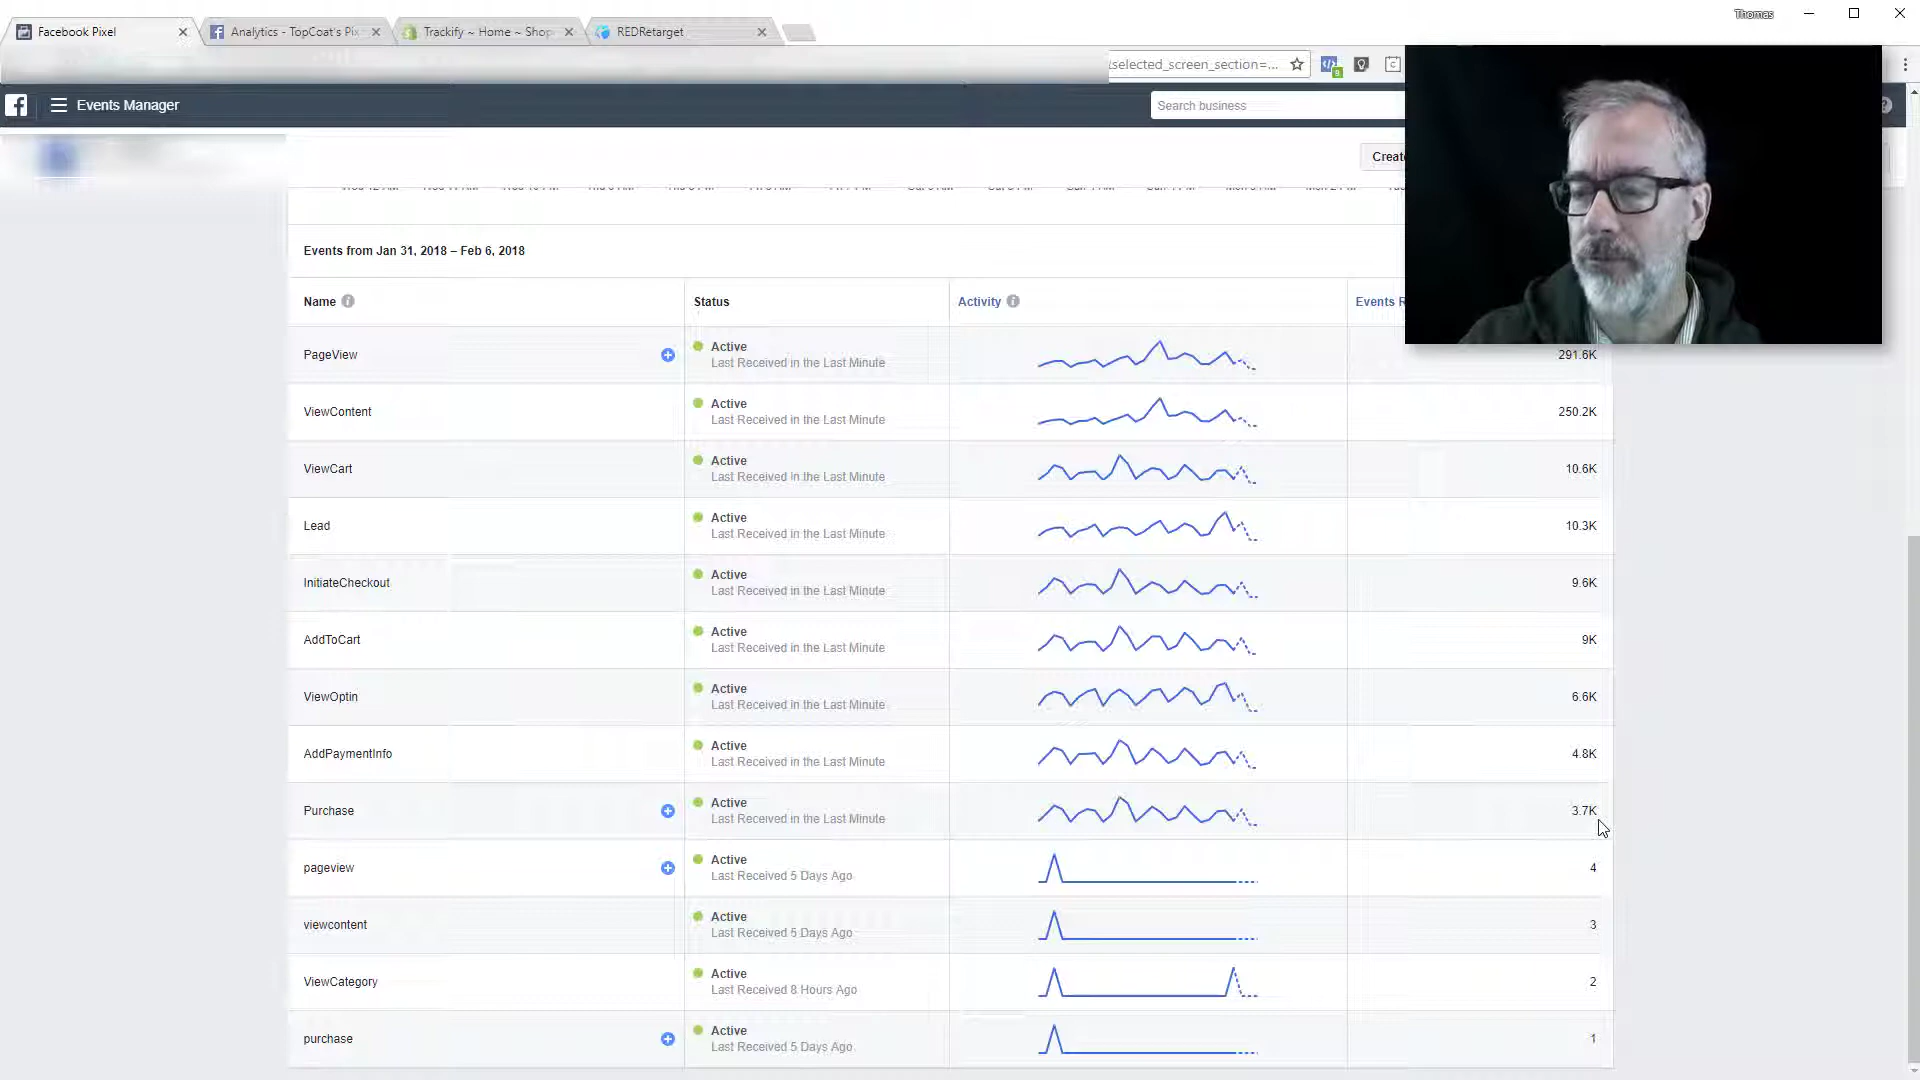 Facebook Pixel
Analytics - TopCoat's Pix
Trackify ~ Home ~ Shop
REDRetarget
Thomas
selected_screen_section=...
Events Manager
Search business
Create
Events from Jan 31, 2018 – Feb 6, 2018
Name
Status
Activity
Events R
PageView
Active
Last Received in the Last Minute
291.6K
ViewContent
Active
Last Received in the Last Minute
250.2K
ViewCart
Active
Last Received in the Last Minute
10.6K
Lead
Active
Last Received in the Last Minute
10.3K
InitiateCheckout
Active
Last Received in the Last Minute
9.6K
AddToCart
Active
Last Received in the Last Minute
9K
ViewOptin
Active
Last Received in the Last Minute
6.6K
AddPaymentInfo
Active
Last Received in the Last Minute
4.8K
Purchase
Active
Last Received in the Last Minute
3.7K
pageview
Active
Last Received 5 Days Ago
4
viewcontent
Active
Last Received 5 Days Ago
3
ViewCategory
Active
Last Received 8 Hours Ago
2
purchase
Active
Last Received 5 Days Ago
1